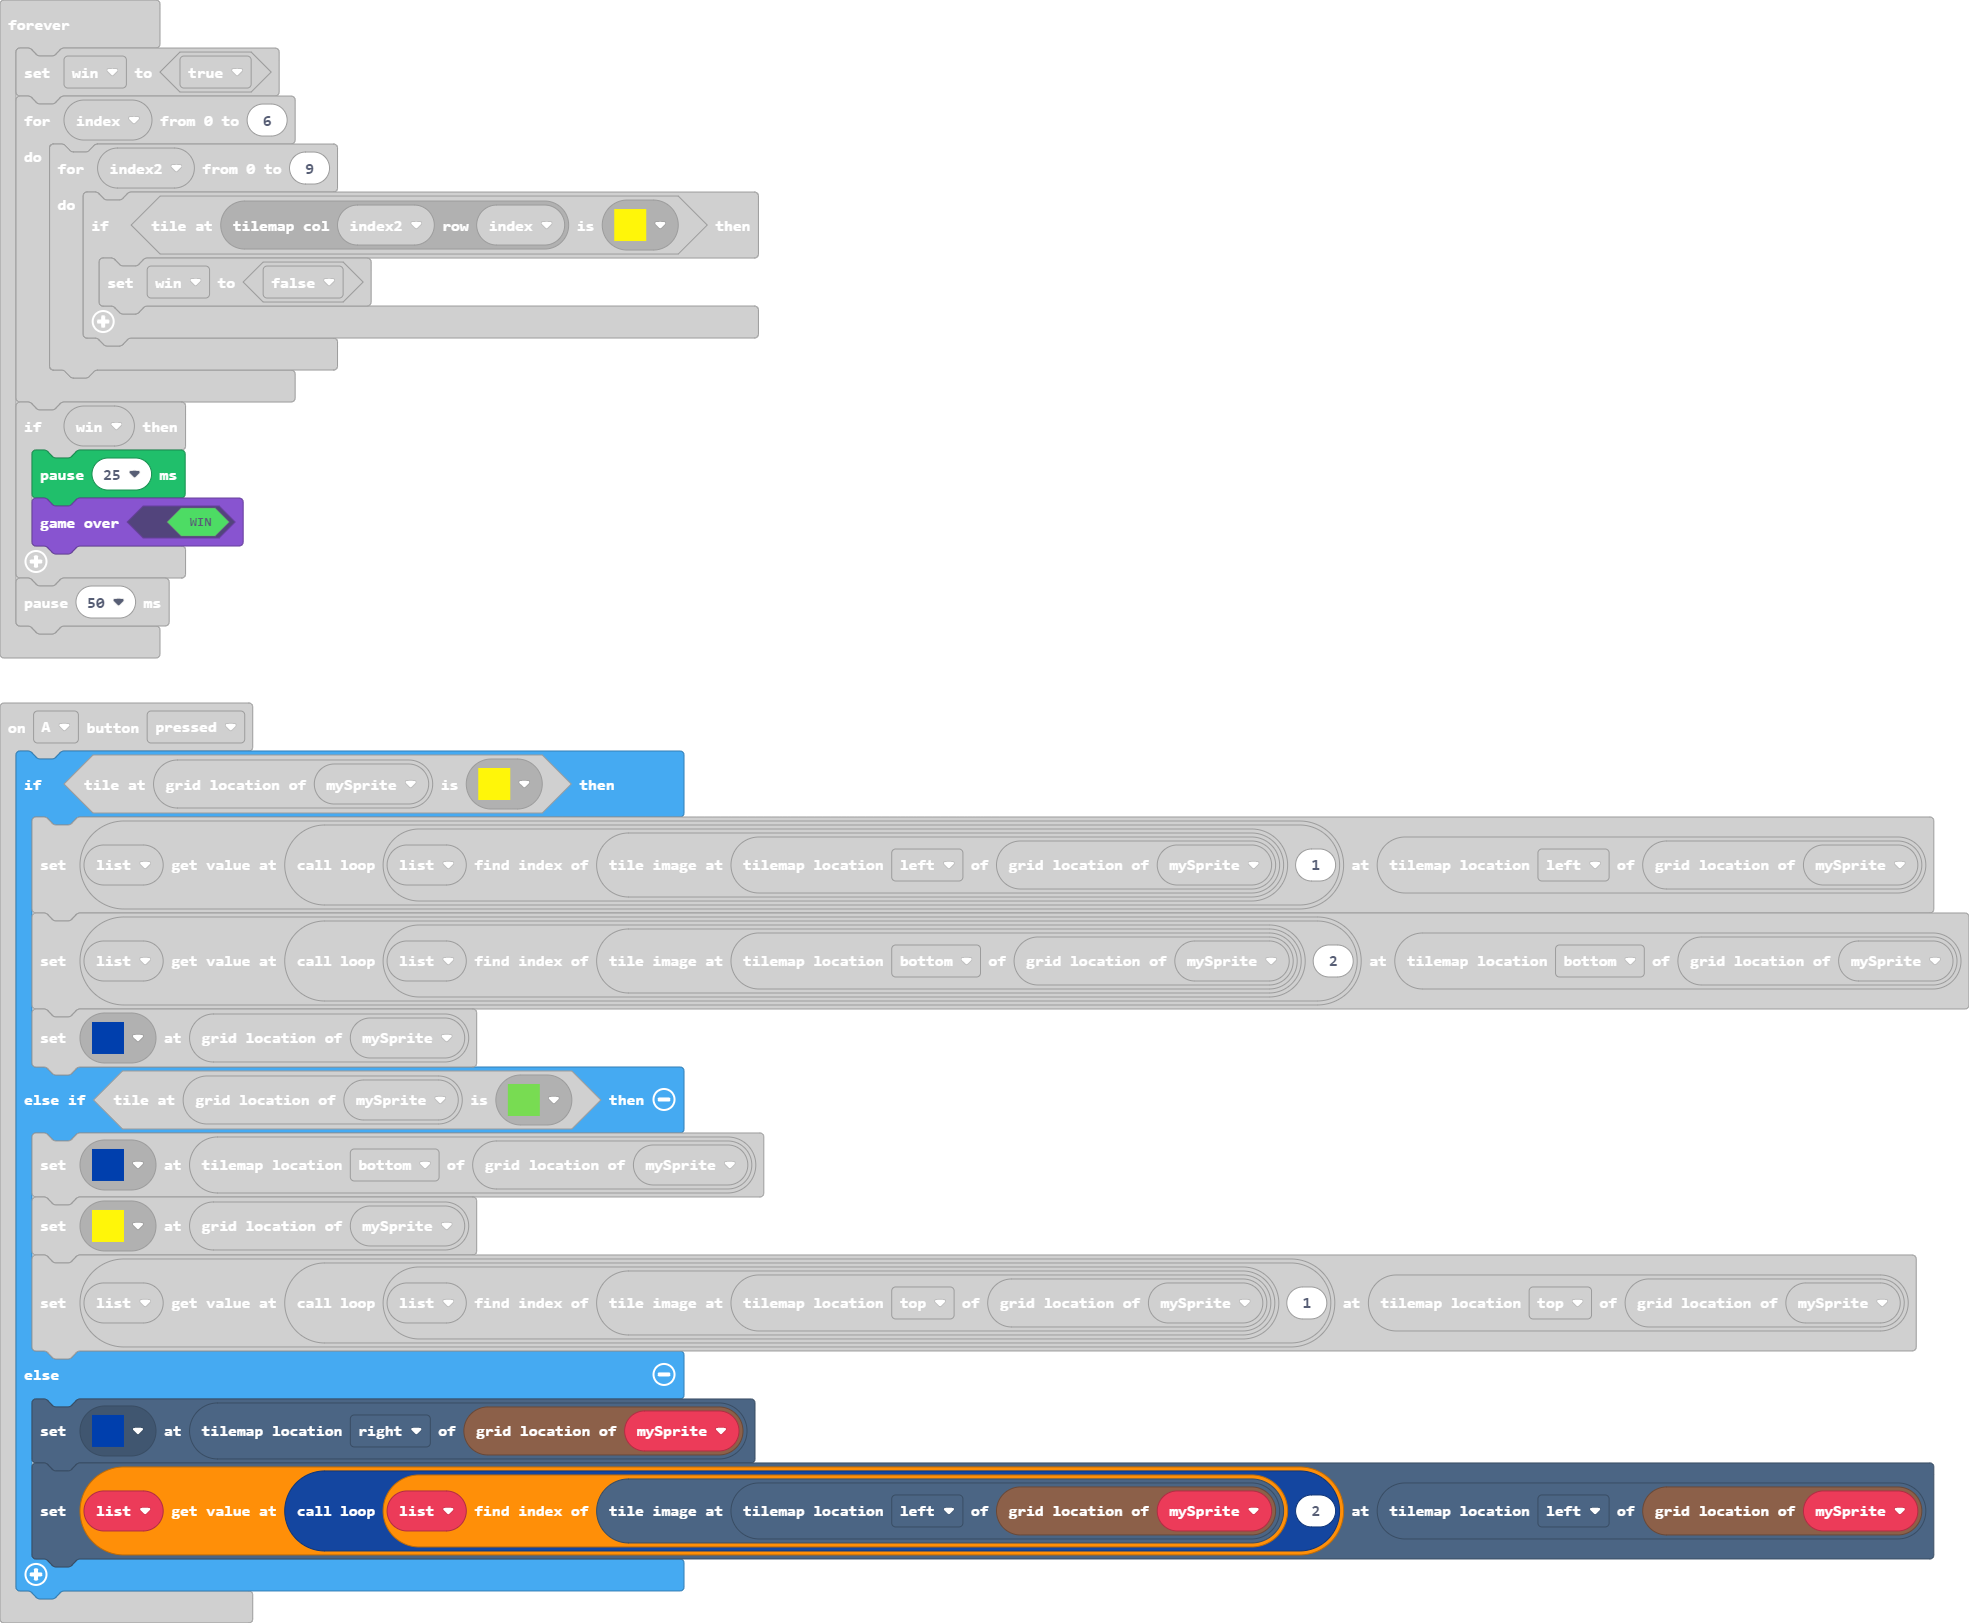 forever
set win to true
for index from 0 to 6
do for index2 from 0 to 9
do if tile at tilemap col index2 row index is then
set win to false
if win then
pause 25 ms
game over WIN
pause 50 ms
on A button pressed
if tile at grid location of mySprite is then
set list get value at call loop list find index of tile image at tilemap location left of grid location of mySprite 1 at tilemap location left of grid location of mySprite
set list get value at call loop list find index of tile image at tilemap location bottom of grid location of mySprite 2 at tilemap location bottom of grid location of mySprite
set at grid location of mySprite
else if tile at grid location of mySprite is then
set at tilemap location bottom of grid location of mySprite
set at grid location of mySprite
set list get value at call loop list find index of tile image at tilemap location top of grid location of mySprite 1 at tilemap location top of grid location of mySprite
else
set at tilemap location right of grid location of mySprite
set list get value at call loop list find index of tile image at tilemap location left of grid location of mySprite 2 at tilemap location left of grid location of mySprite